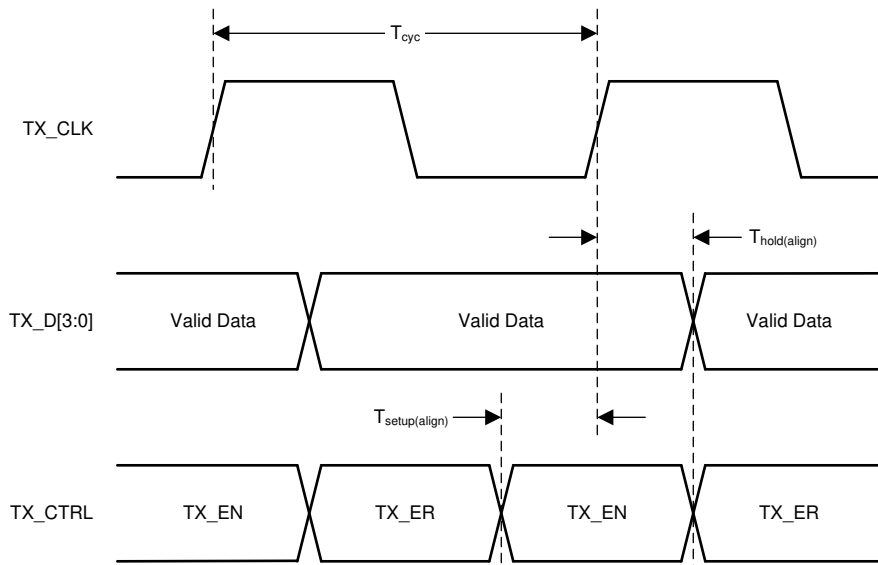 Tcyc
TX_CLK
Thold(align)
TX_D[3:0]
Valid Data
Valid Data
Valid Data
Tsetup(align)
TX_CTRL
TX_EN
TX_ER
TX_EN
TX_ER